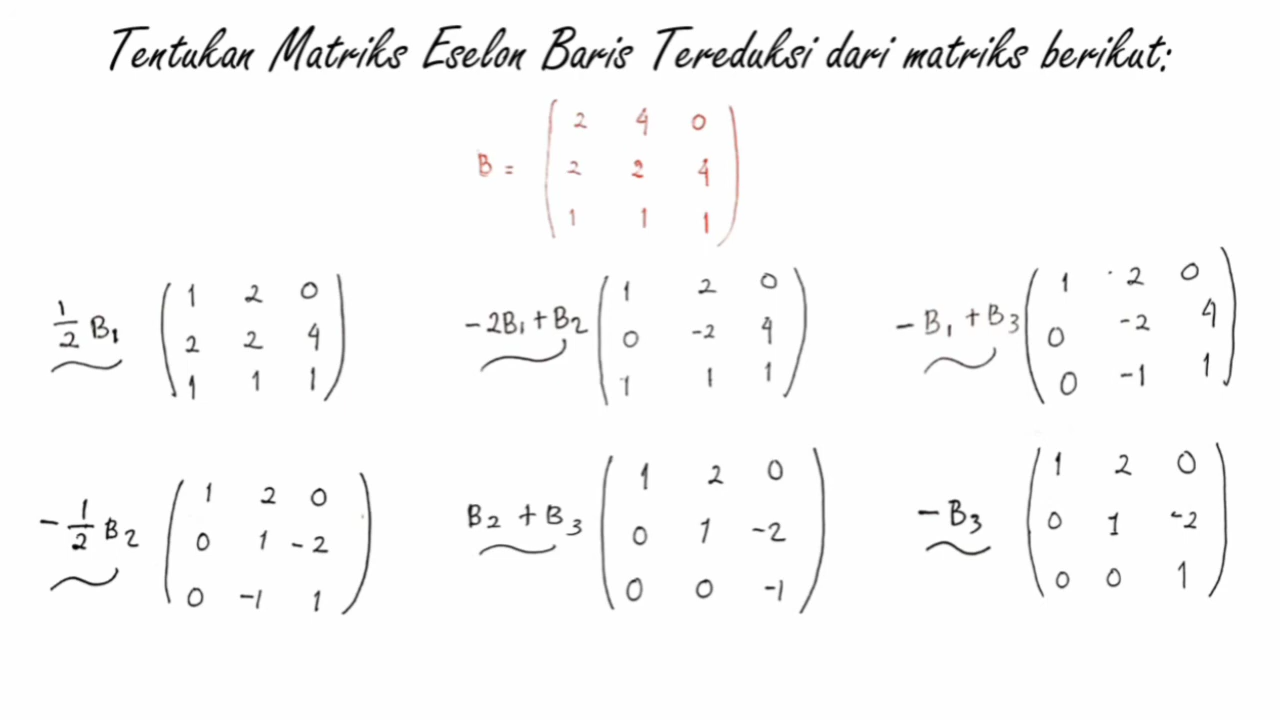 Tentukan Matriks Eselon Baris Tereduksi dari matriks berikut:
2 4 0
B = 2 2 4
1 1 1
1 2 0
1/2 B₁ 2 2 4
1 1 1
1 2 0
-2B₁ + B₂ 0 -2 4
1 1 1
1 2 0
- B₁ + B₃ 0 -2 4
0 -1 1
1 2 0
- 1/2 B₂ 0 1 -2
0 -1 1
1 2 0
B₂ + B₃ 0 1 -2
0 0 -1
1 2 0
- B₃ 0 1 -2
0 0 1